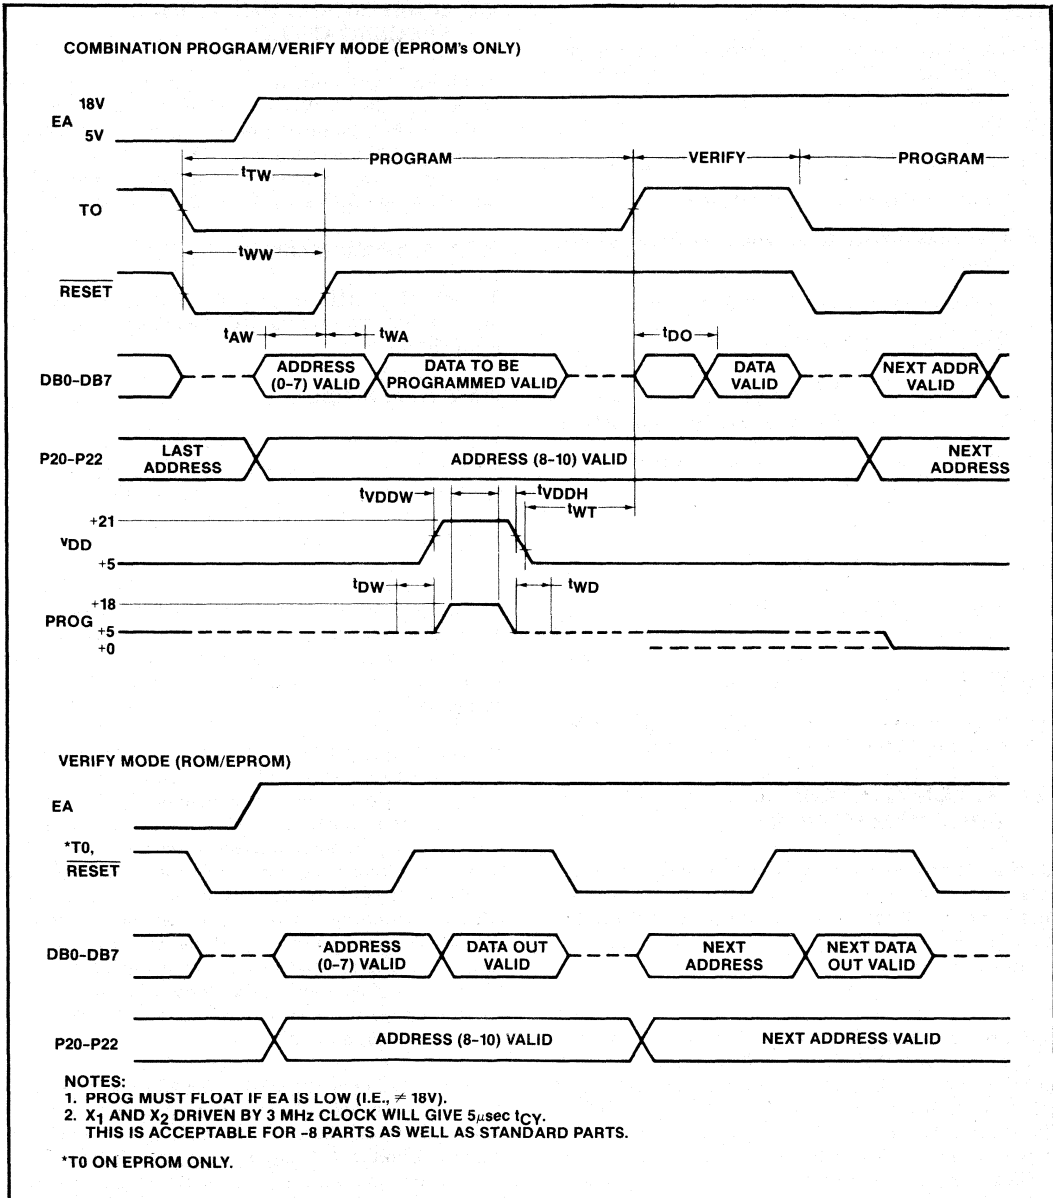 COMBINATION PROGRAM/VERIFY MODE (EPROM's ONLY)
18V
EA
5V
PROGRAM
VERIFY
PROGRAM
tTW
TO
tWW
RESET
tAW
tWA
tDO
DB0-DB7
ADDRESS
(0-7) VALID
DATA TO BE
PROGRAMMED VALID
DATA
VALID
NEXT ADDR
VALID
P20-P22
LAST
ADDRESS
ADDRESS (8-10) VALID
NEXT
ADDRESS
tVDDW
tVDDH
tWT
+21
VDD
+5
tDW
tWD
+18
PROG
+5
+0
VERIFY MODE (ROM/EPROM)
EA
*T0,
RESET
DB0-DB7
ADDRESS
(0-7) VALID
DATA OUT
VALID
NEXT
ADDRESS
NEXT DATA
OUT VALID
P20-P22
ADDRESS (8-10) VALID
NEXT ADDRESS VALID
NOTES:
1. PROG MUST FLOAT IF EA IS LOW (I.E., ≠ 18V).
2. X1 AND X2 DRIVEN BY 3 MHz CLOCK WILL GIVE 5μsec tCY.
THIS IS ACCEPTABLE FOR -8 PARTS AS WELL AS STANDARD PARTS.
*T0 ON EPROM ONLY.